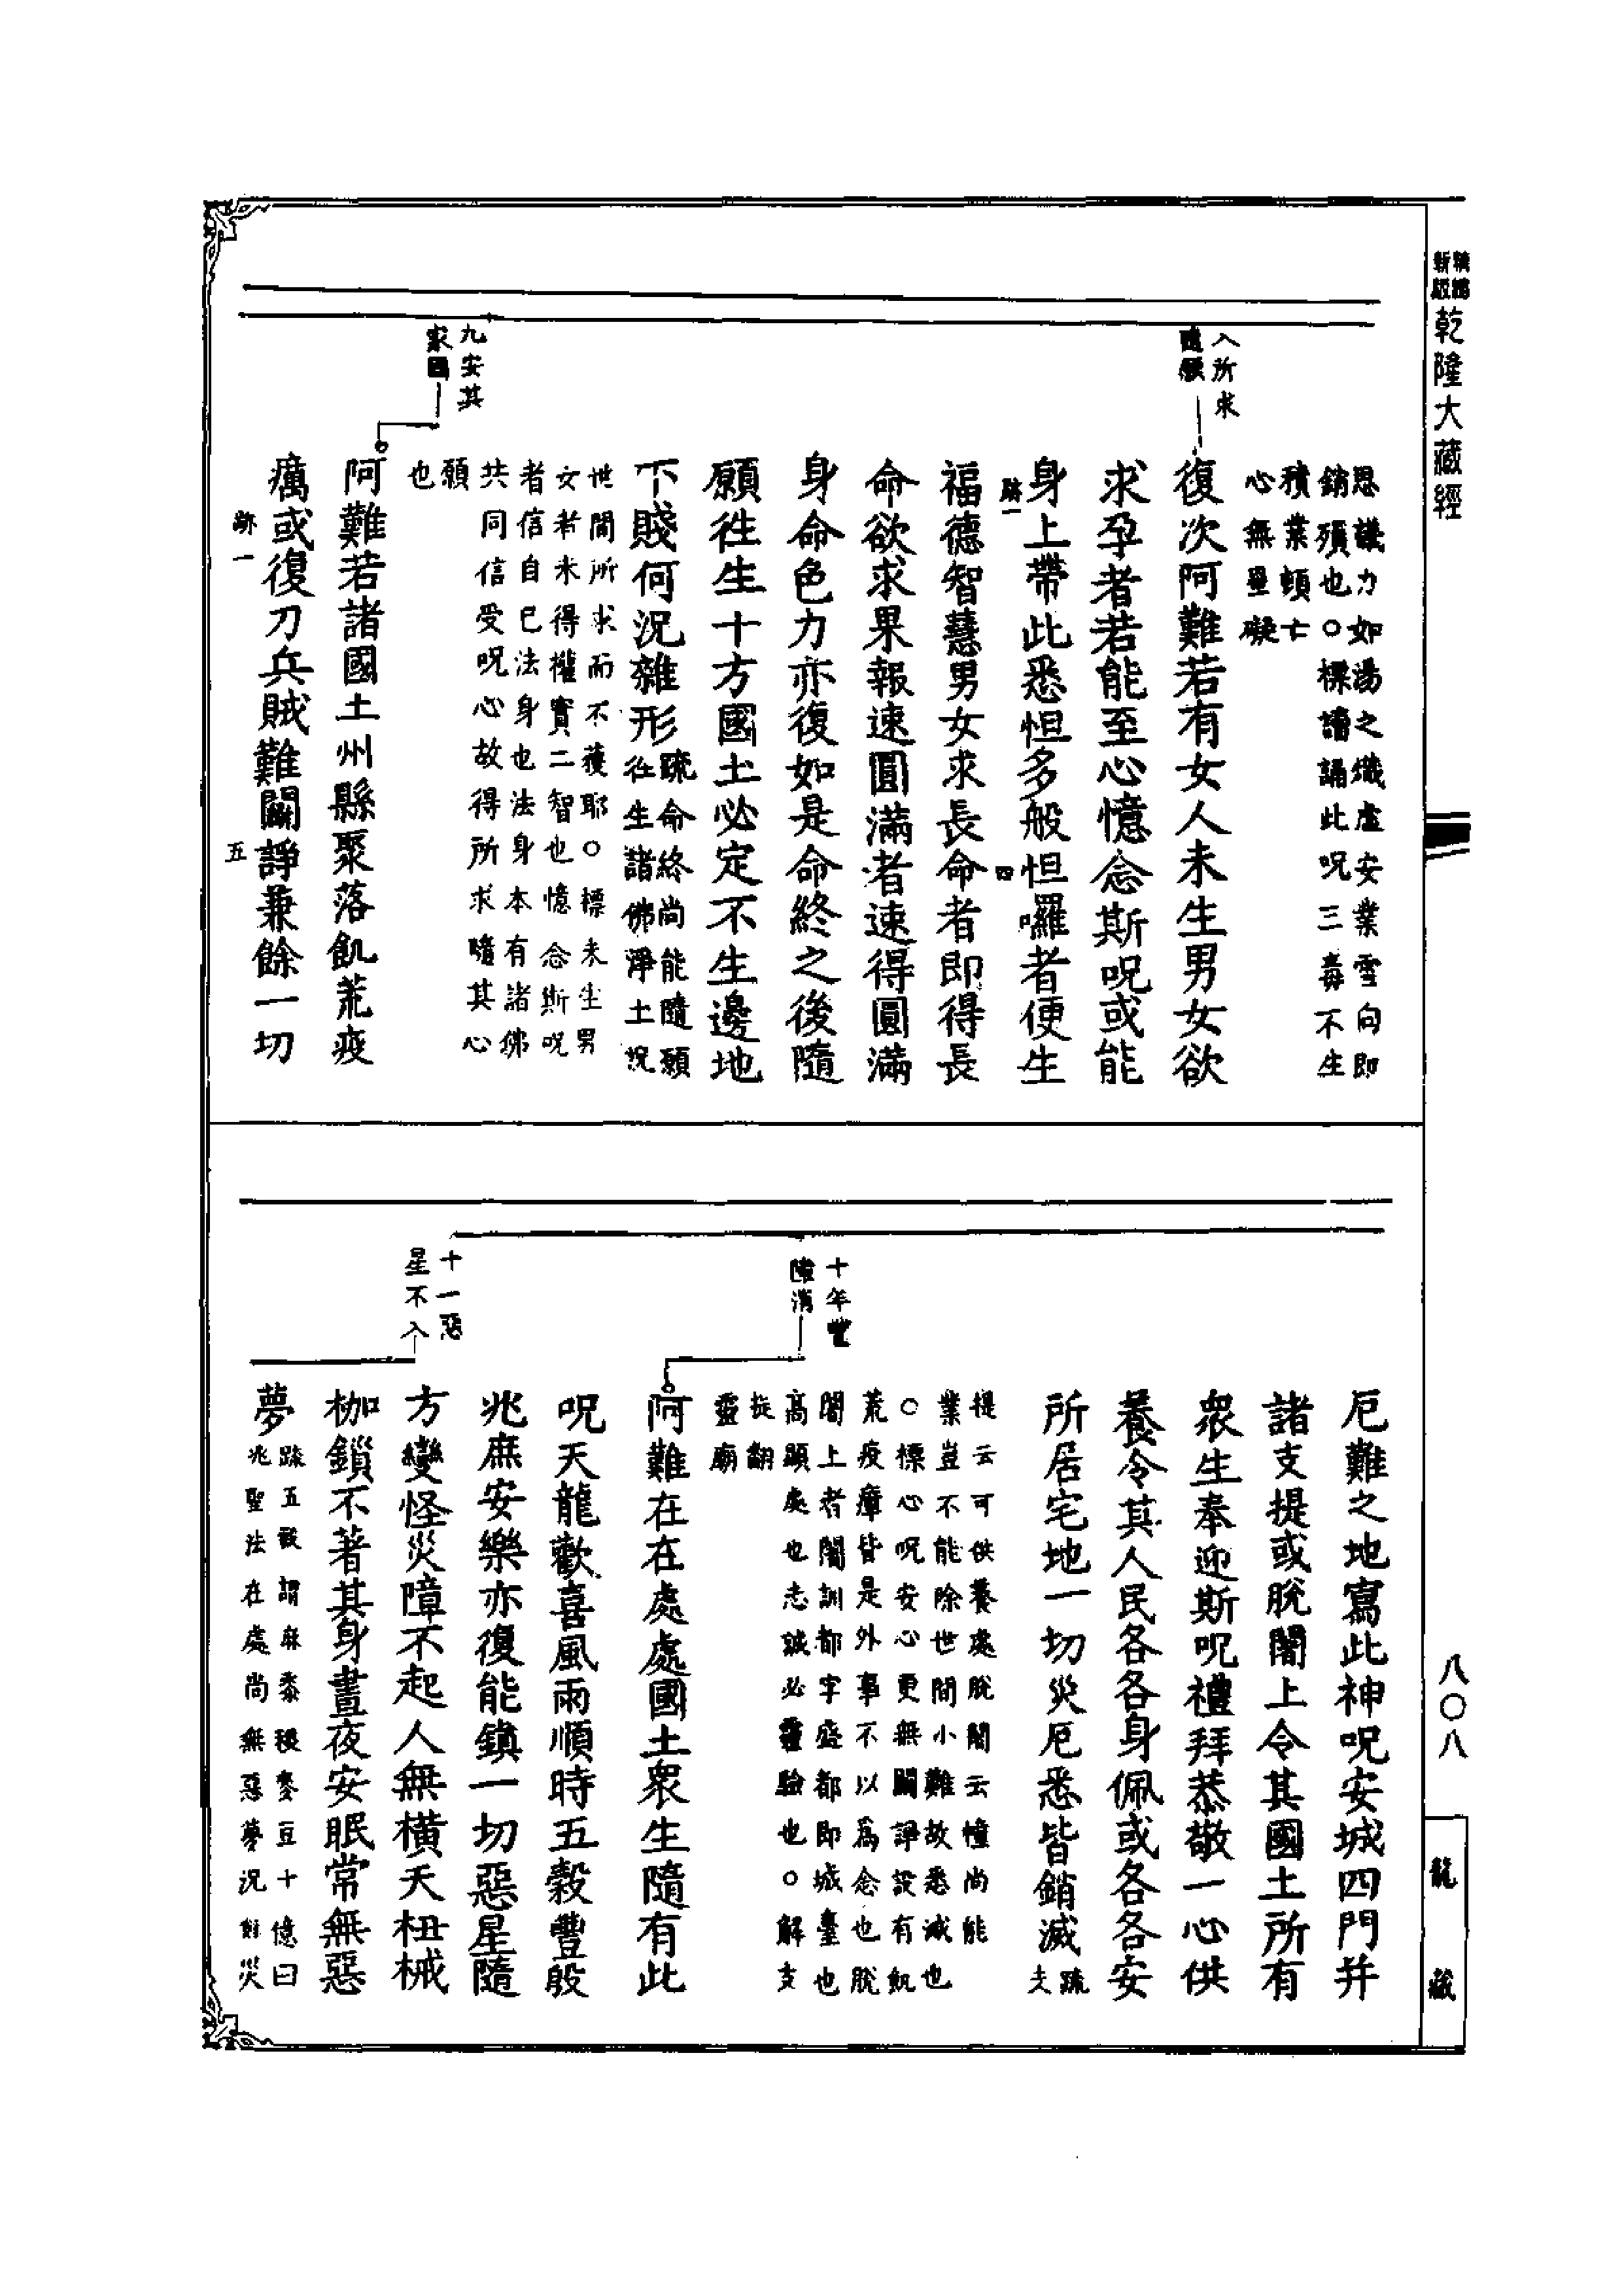 乾隆大藏經
恩議力如湯之熾虛安業雪向即
銷殞也○標讀誦此呪三毒不生
積業頓亡
心無罣礙
八所求
隨願
復次阿難若有女人未生男女欲
求孕者若能至心憶念斯呪或能
身上帶此悉怛多般怛囉者便生
跡一
四
福德智慧男女求長命者即得長
命欲求果報速圓滿者速得圓滿
身命色力亦復如是命終之後隨
願往生十方國土必定不生邊地
下賤何況雜形
疏命終尚能隨願
往生諸佛淨土況
世間所求而不獲耶○標未生男
女者未得權實二智也憶念斯呪
者信自己法身也法身本有諸佛
共同信受呪心故得所求隨其心
願
也
九安其
家國
阿難若諸國土州縣聚落飢荒疫
癘或復刀兵賊難鬬諍兼餘一切
跡一
五
厄難之地寫此神呪安城四門并
諸支提或脫闍上令其國土所有
衆生奉迎斯呪禮拜恭敬一心供
養令其人民各各身佩或各各安
所居宅地一切災厄悉皆銷滅
疏
支
提云可供養處脫闍云幢尚能
業豈不能除世間小難故悉滅也
○標心呪安心更無鬬諍設有飢
荒疫瘴皆是外事不以爲念也脫
闍上者闍訓都字盛都即城臺也
高顯處也志誠必靈驗也○解支
提翻
靈廟
十年豐
障消
阿難在在處處國土衆生隨有此
呪天龍歡喜風雨順時五穀豐殷
兆庶安樂亦復能鎮一切惡星隨
方變怪災障不起人無橫夭杻械
枷鎖不著其身晝夜安眠常無惡
十一惡
星不入
夢
疏五穀謂麻黍稷麥豆十億曰
兆聖法在處尚無惡夢況餘災
八〇八
龍藏